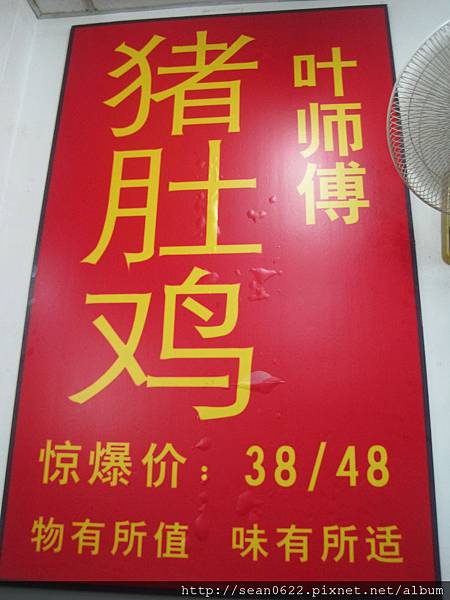 叶师傅
猪肚鸡
惊爆价：38/48
物有所值 味有所适
http://sean0622.pixnet.net/album